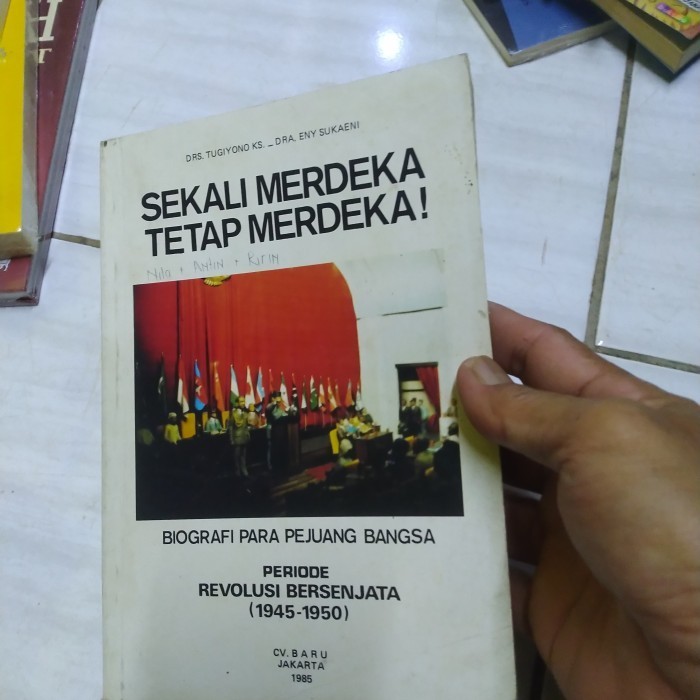 DRS. TUGIYONO KS. _ DRA. ENY SUKAENI
SEKALI MERDEKA
TETAP MERDEKA!
BIOGRAFI PARA PEJUANG BANGSA
PERIODE
REVOLUSI BERSENJATA
(1945-1950)
CV. BARU
JAKARTA
1985